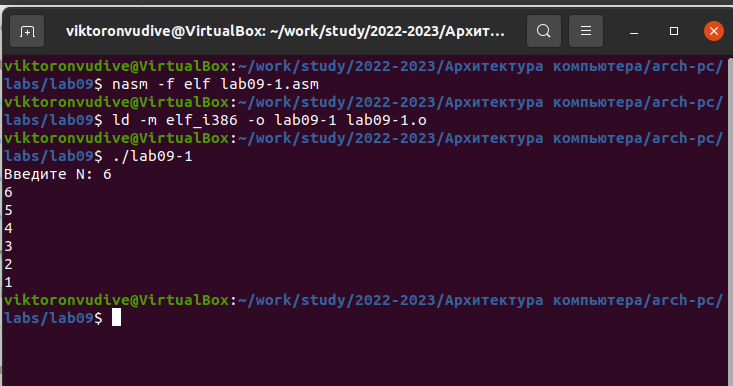 viktoronvudive@VirtualBox: ~/work/study/2022-2023/Архит…
viktoronvudive@VirtualBox:~/work/study/2022-2023/Архитектура компьютера/arch-pc/
labs/lab09$ nasm -f elf lab09-1.asm
viktoronvudive@VirtualBox:~/work/study/2022-2023/Архитектура компьютера/arch-pc/
labs/lab09$ ld -m elf_i386 -o lab09-1 lab09-1.o
viktoronvudive@VirtualBox:~/work/study/2022-2023/Архитектура компьютера/arch-pc/
labs/lab09$ ./lab09-1
Введите N: 6
6
5
4
3
2
1
viktoronvudive@VirtualBox:~/work/study/2022-2023/Архитектура компьютера/arch-pc/
labs/lab09$